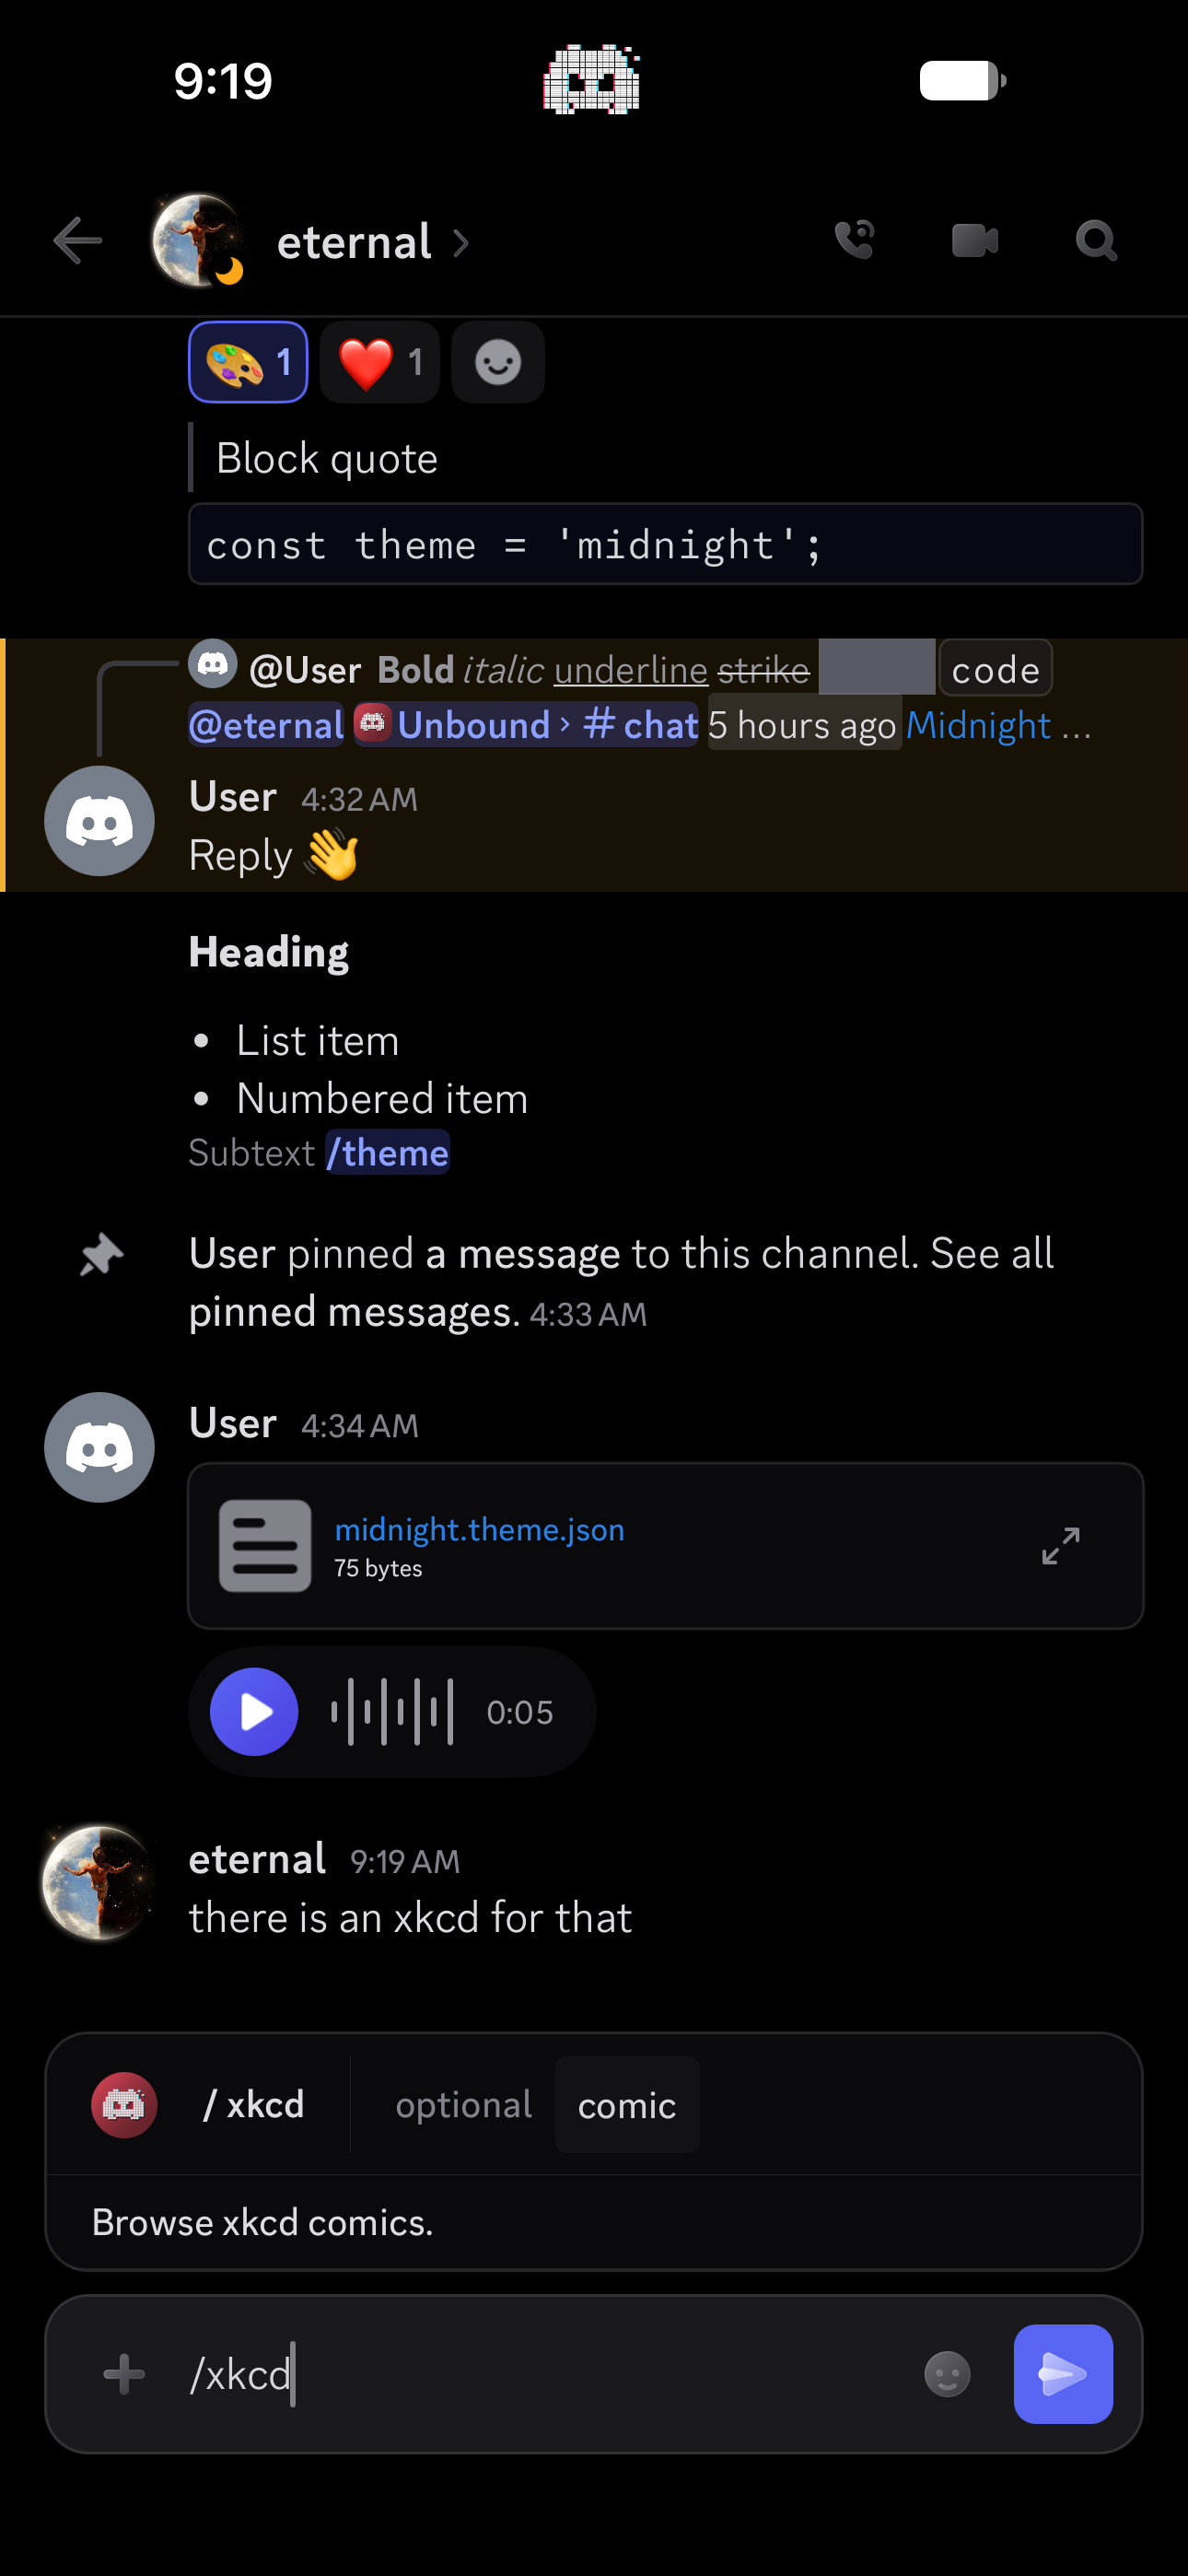 9:19
eternal
1 1
Block quote
const theme = 'midnight';
@User Bold italic underline strike code
@eternal Unbound › # chat 5 hours ago Midnight ...
User 4:32 AM
Reply 👋
Heading
• List item
• Numbered item
Subtext /theme
User pinned a message to this channel. See all
pinned messages. 4:33 AM
User 4:34 AM
midnight.theme.json
75 bytes
0:05
eternal 9:19 AM
there is an xkcd for that
/ xkcd optional comic
Browse xkcd comics.
/xkcd